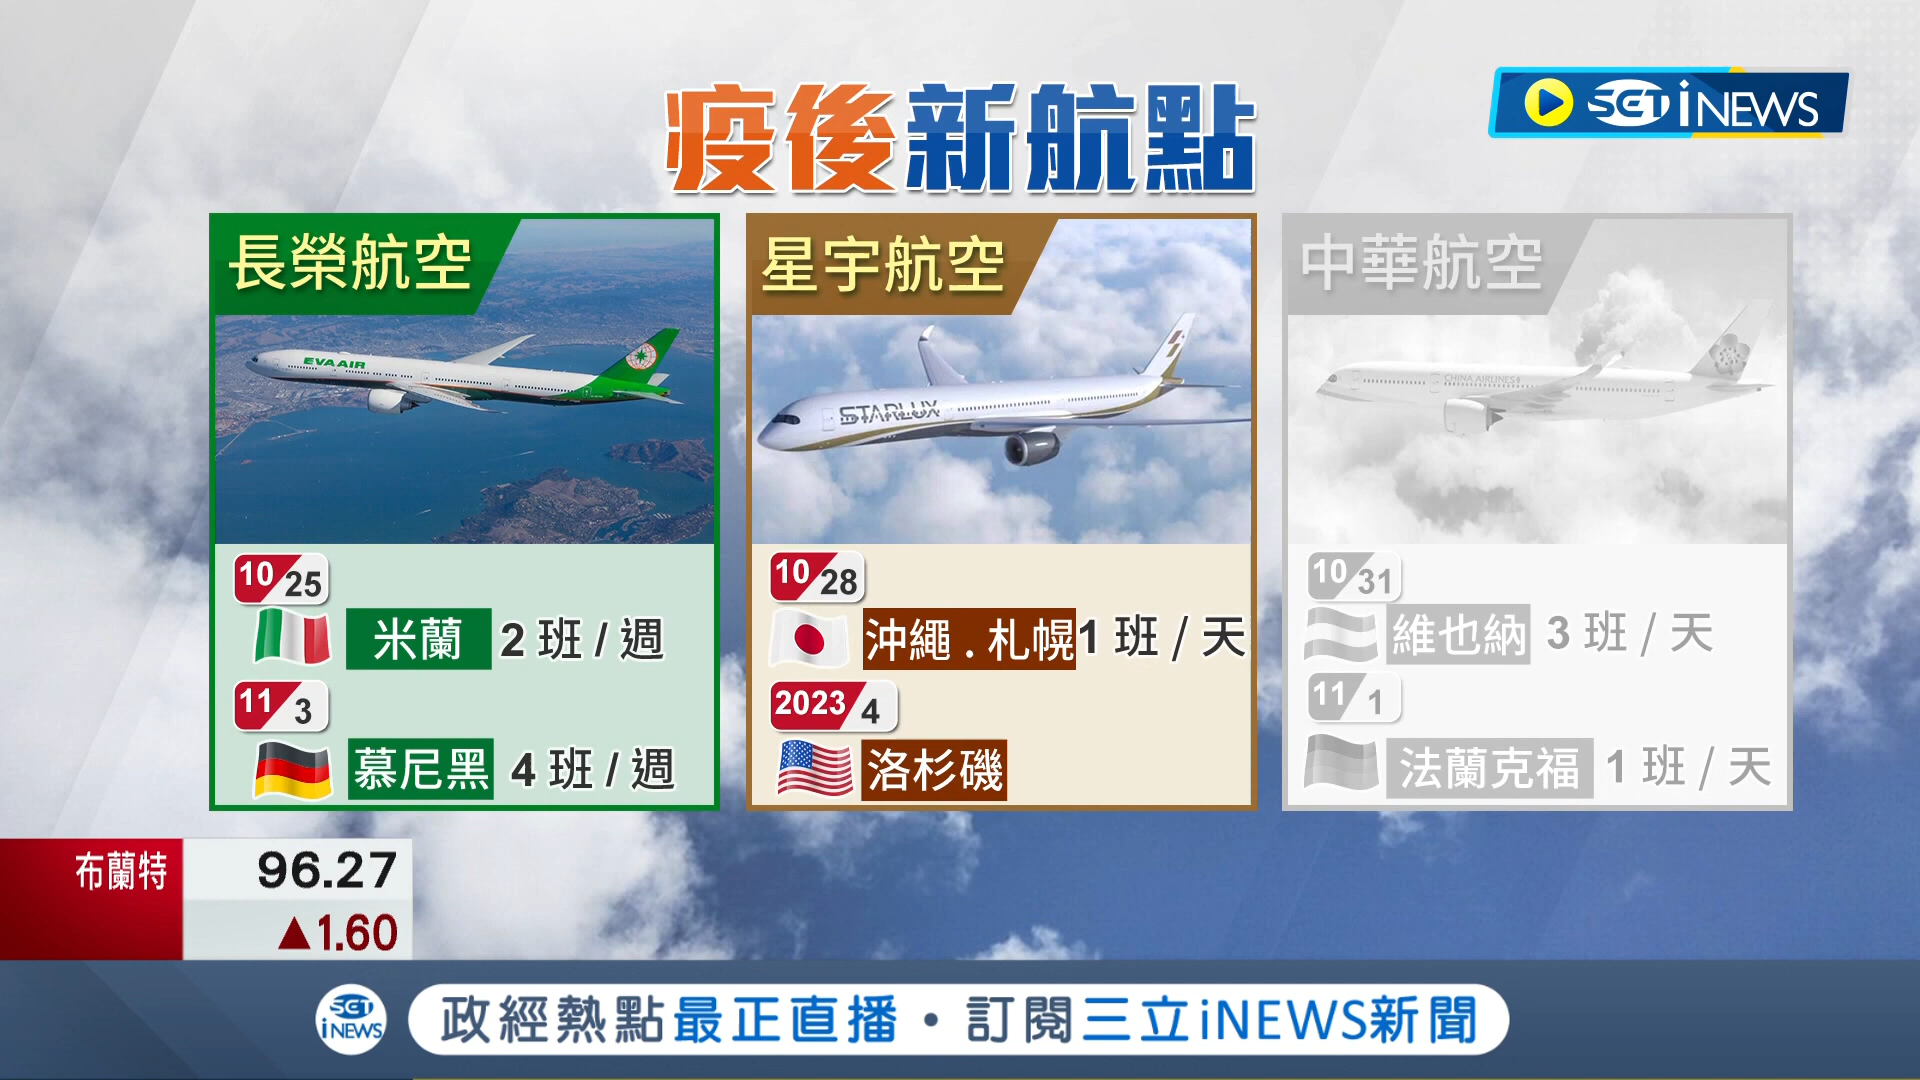 疫後新航點
SET iNEWS
長榮航空
EVA AIR
10/25
米蘭 2 班 / 週
11/3
慕尼黑 4 班 / 週
星宇航空
STARLUX
10/28
沖繩．札幌 1 班 / 天
2023/4
洛杉磯
中華航空
CHINA AIRLINES
10/31
維也納 3 班 / 天
11/1
法蘭克福 1 班 / 天
布蘭特 96.27
▲1.60
SET iNEWS
政經熱點最正直播・訂閱三立iNEWS新聞